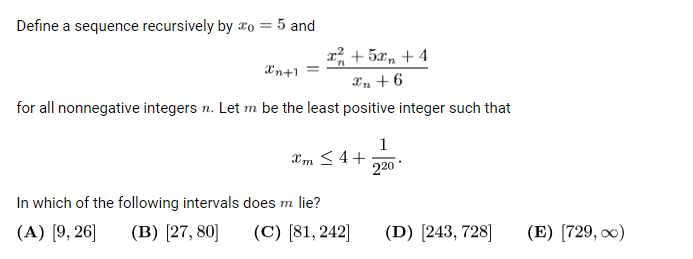 Define a sequence recursively by $x_0 = 5$ and
$$x_{n+1} = \frac{x_n^2 + 5x_n + 4}{x_n + 6}$$
for all nonnegative integers $n$. Let $m$ be the least positive integer such that
$$x_m \leq 4 + \frac{1}{2^{20}}.$$
In which of the following intervals does $m$ lie?
(A) [9, 26] (B) [27, 80] (C) [81, 242] (D) [243, 728] (E) [729, ∞)